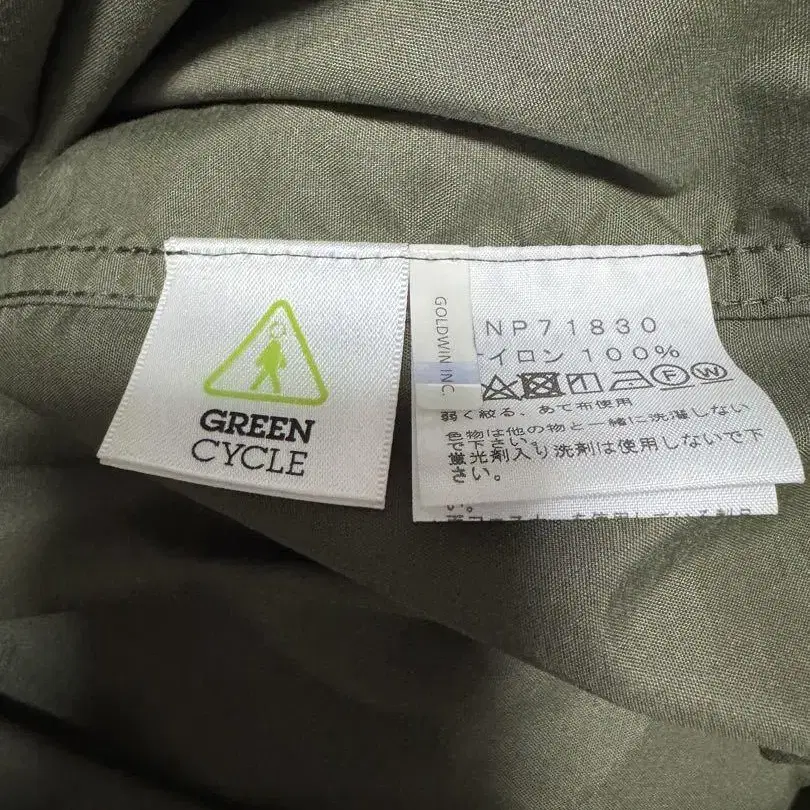 GREEN
CYCLE
GOLDWIN INC.
NP71830
イロン 100%
弱く絞る、あて布使用
色物は他の物と一緒に洗濯しない
で下さい。
蛍光剤入り洗剤は使用しないで下
さい。